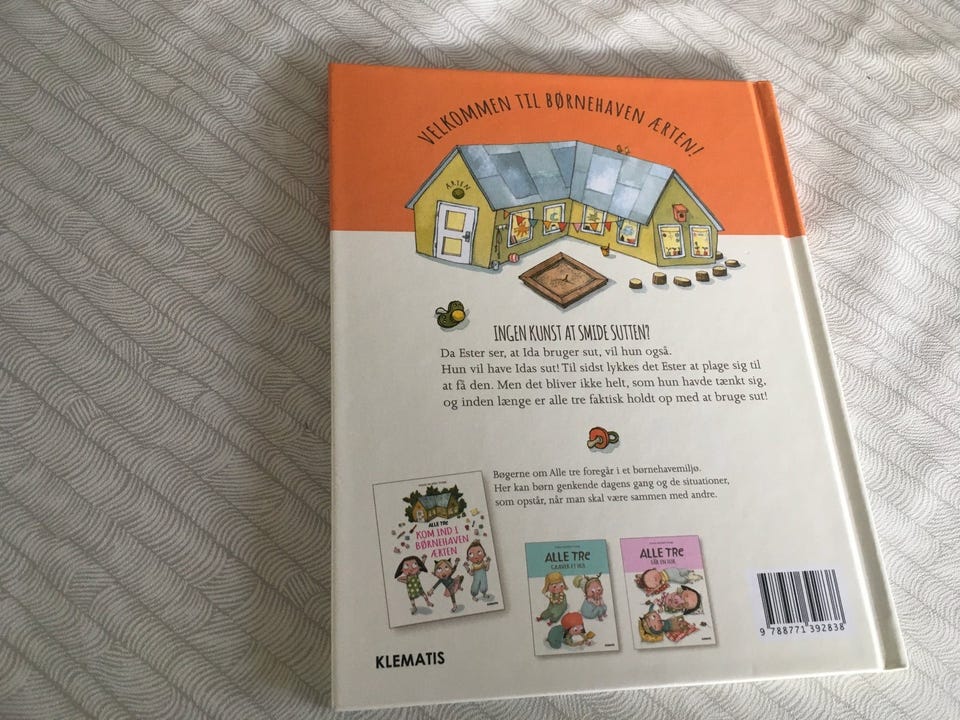 VELKOMMEN TIL BØRNEHAVEN ÆRTEN!
ÆRTEN
INGEN KUNST AT SMIDE SUTTEN?
Da Ester ser, at Ida bruger sut, vil hun også.
Hun vil have Idas sut! Til sidst lykkes det Ester at plage sig til
at få den. Men det bliver ikke helt, som hun havde tænkt sig,
og inden længe er alle tre faktisk holdt op med at bruge sut!
Bøgerne om Alle tre foregår i et børnehavemiljø.
Her kan børn genkende dagens gang og de situationer,
som opstår, når man skal være sammen med andre.
ALLE TRE
KOM IND I
BØRNEHAVEN
ÆRTEN
ALLE TRE
GRAVER ET HUL
ALLE TRE
KLEMATIS
9 788771 392838